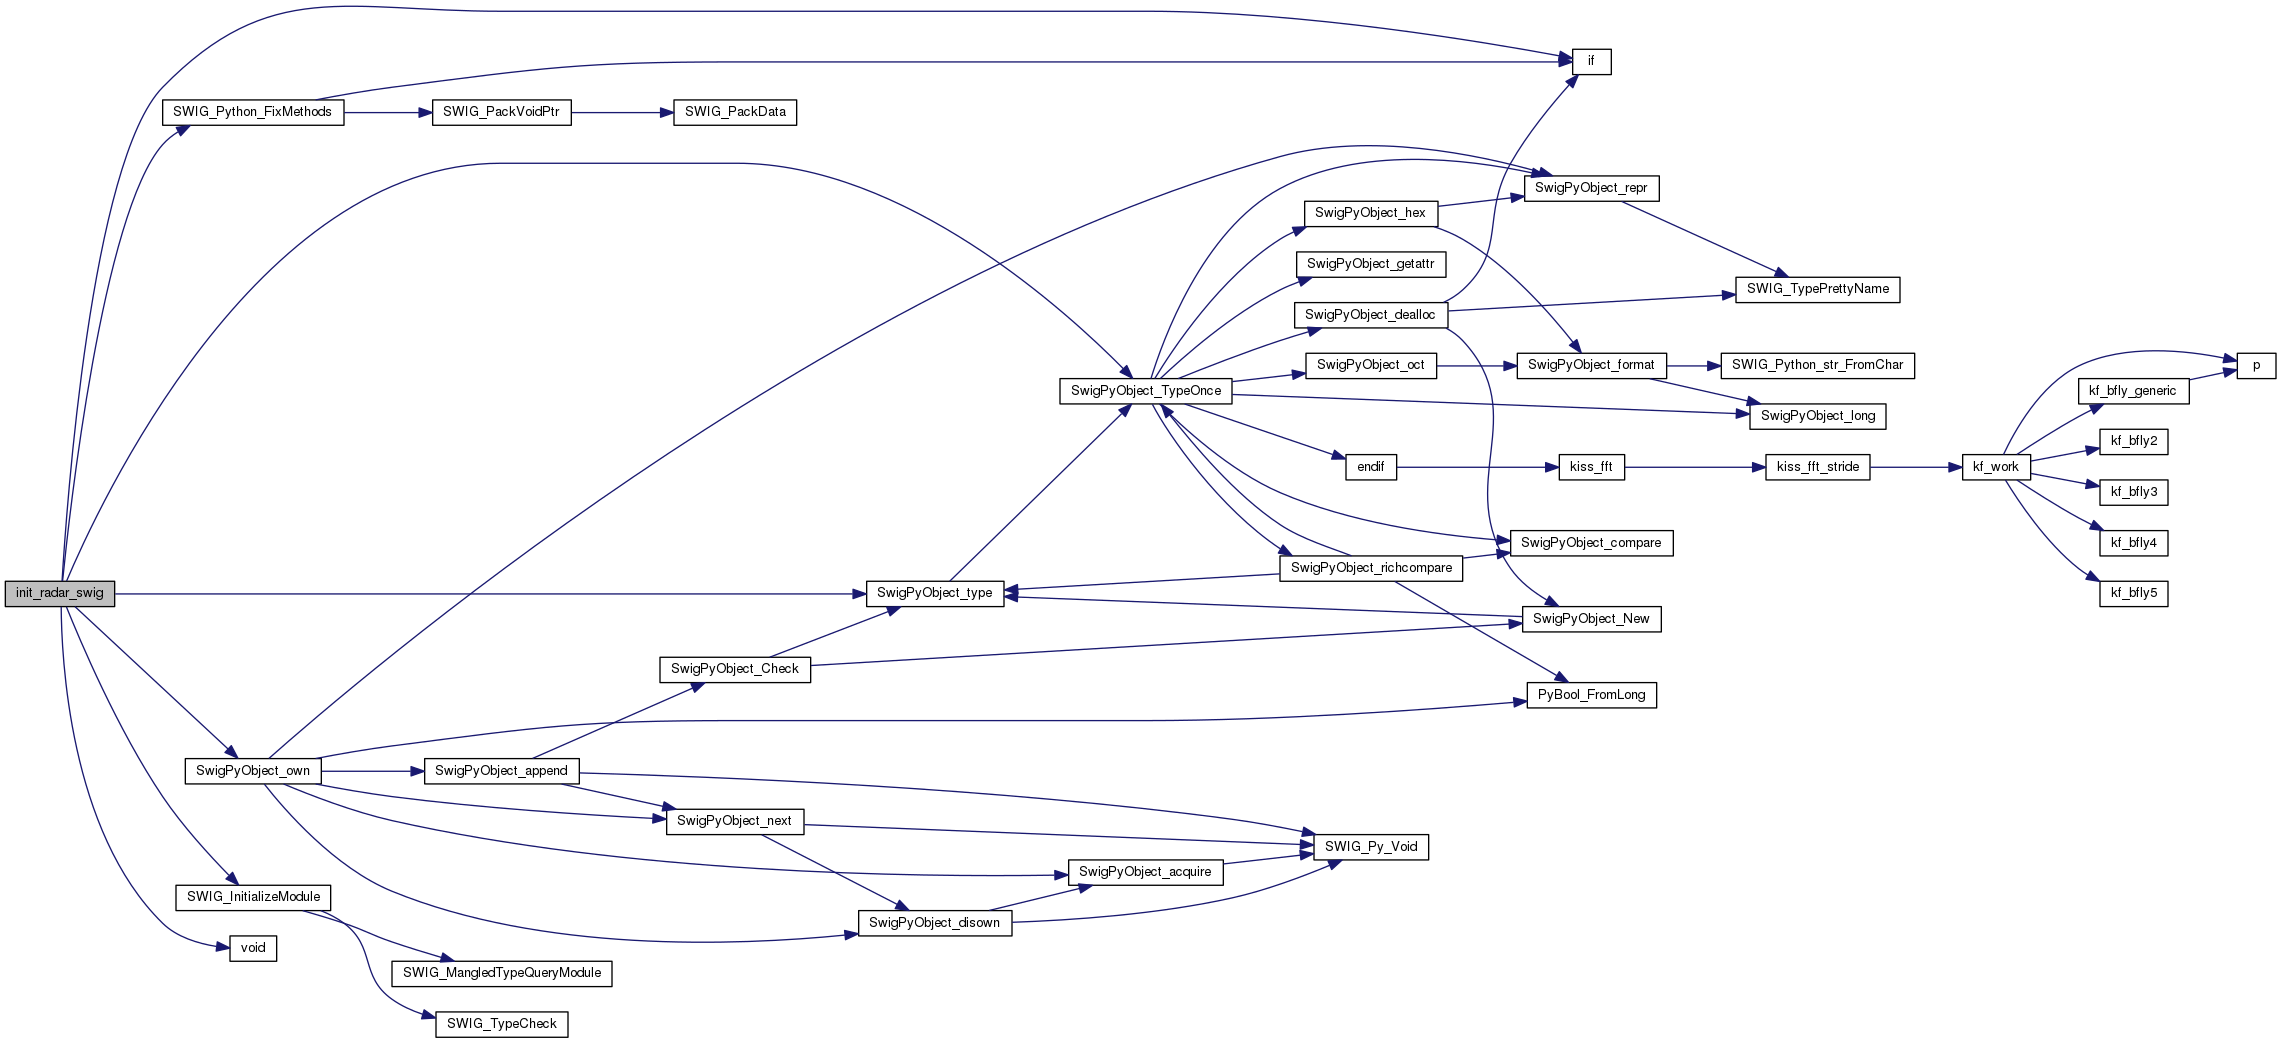 if
SWIG_Python_FixMethods
SWIG_PackVoidPtr
SWIG_PackData
SwigPyObject_repr
SwigPyObject_hex
SwigPyObject_getattr
SWIG_TypePrettyName
SwigPyObject_dealloc
SwigPyObject_oct
SwigPyObject_format
SWIG_Python_str_FromChar
p
SwigPyObject_TypeOnce
kf_bfly_generic
SwigPyObject_long
kf_bfly2
endif
kiss_fft
kiss_fft_stride
kf_work
kf_bfly3
SwigPyObject_compare
kf_bfly4
SwigPyObject_richcompare
init_radar_swig
SwigPyObject_type
kf_bfly5
SwigPyObject_New
SwigPyObject_Check
PyBool_FromLong
SwigPyObject_own
SwigPyObject_append
SwigPyObject_next
SWIG_Py_Void
SwigPyObject_acquire
SWIG_InitializeModule
SwigPyObject_disown
void
SWIG_MangledTypeQueryModule
SWIG_TypeCheck